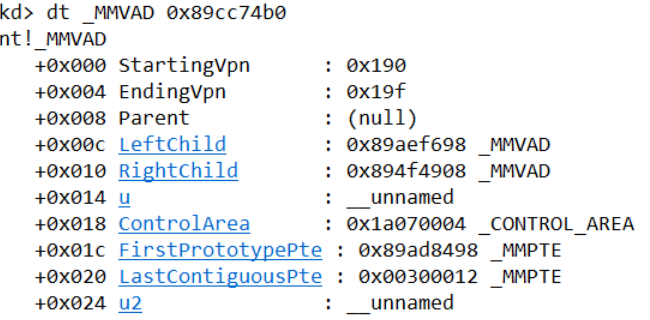 kd> dt _MMVAD 0x89cc74b0
nt!_MMVAD
+0x000 StartingVpn : 0x190
+0x004 EndingVpn : 0x19f
+0x008 Parent : (null)
+0x00c LeftChild : 0x89aef698 _MMVAD
+0x010 RightChild : 0x894f4908 _MMVAD
+0x014 u : __unnamed
+0x018 ControlArea : 0x1a070004 _CONTROL_AREA
+0x01c FirstPrototypePte : 0x89ad8498 _MMPTE
+0x020 LastContiguousPte : 0x00300012 _MMPTE
+0x024 u2 : __unnamed